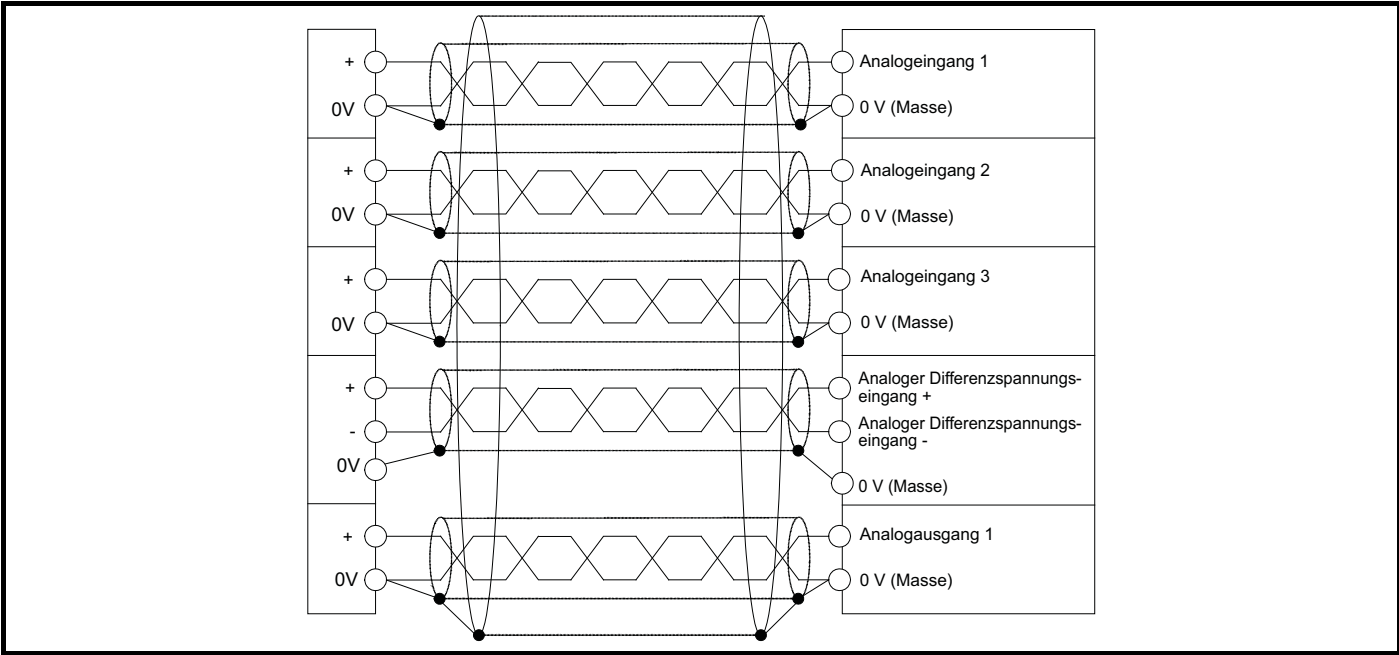 + Analogeingang 1
0V 0 V (Masse)
+ Analogeingang 2
0V 0 V (Masse)
+ Analogeingang 3
0V 0 V (Masse)
+ Analoger Differenzspannungs-
eingang +
- Analoger Differenzspannungs-
eingang -
0V 0 V (Masse)
+ Analogausgang 1
0V 0 V (Masse)